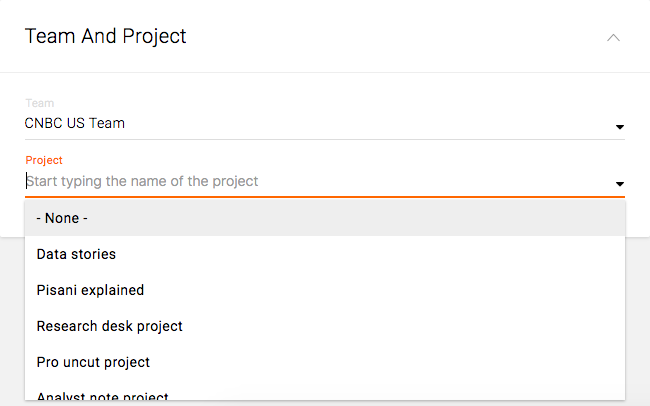 Team And Project
Team
CNBC US Team
Project
Start typing the name of the project
- None -
Data stories
Pisani explained
Research desk project
Pro uncut project
Analyst note project